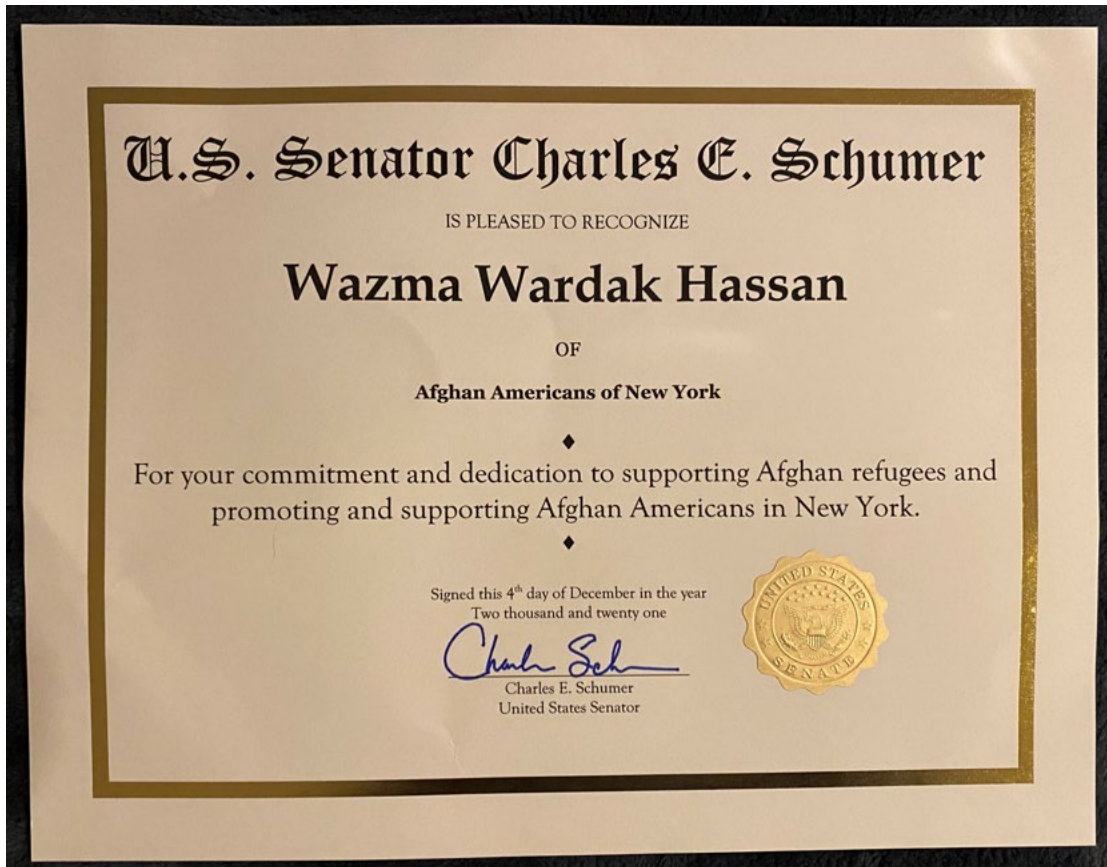 U.S. Senator Charles E. Schumer
IS PLEASED TO RECOGNIZE
Wazma Wardak Hassan
OF
Afghan Americans of New York
For your commitment and dedication to supporting Afghan refugees and
promoting and supporting Afghan Americans in New York.
Signed this 4th day of December in the year
Two thousand and twenty one
Charles E. Schumer
United States Senator
UNITED STATES
SENATE